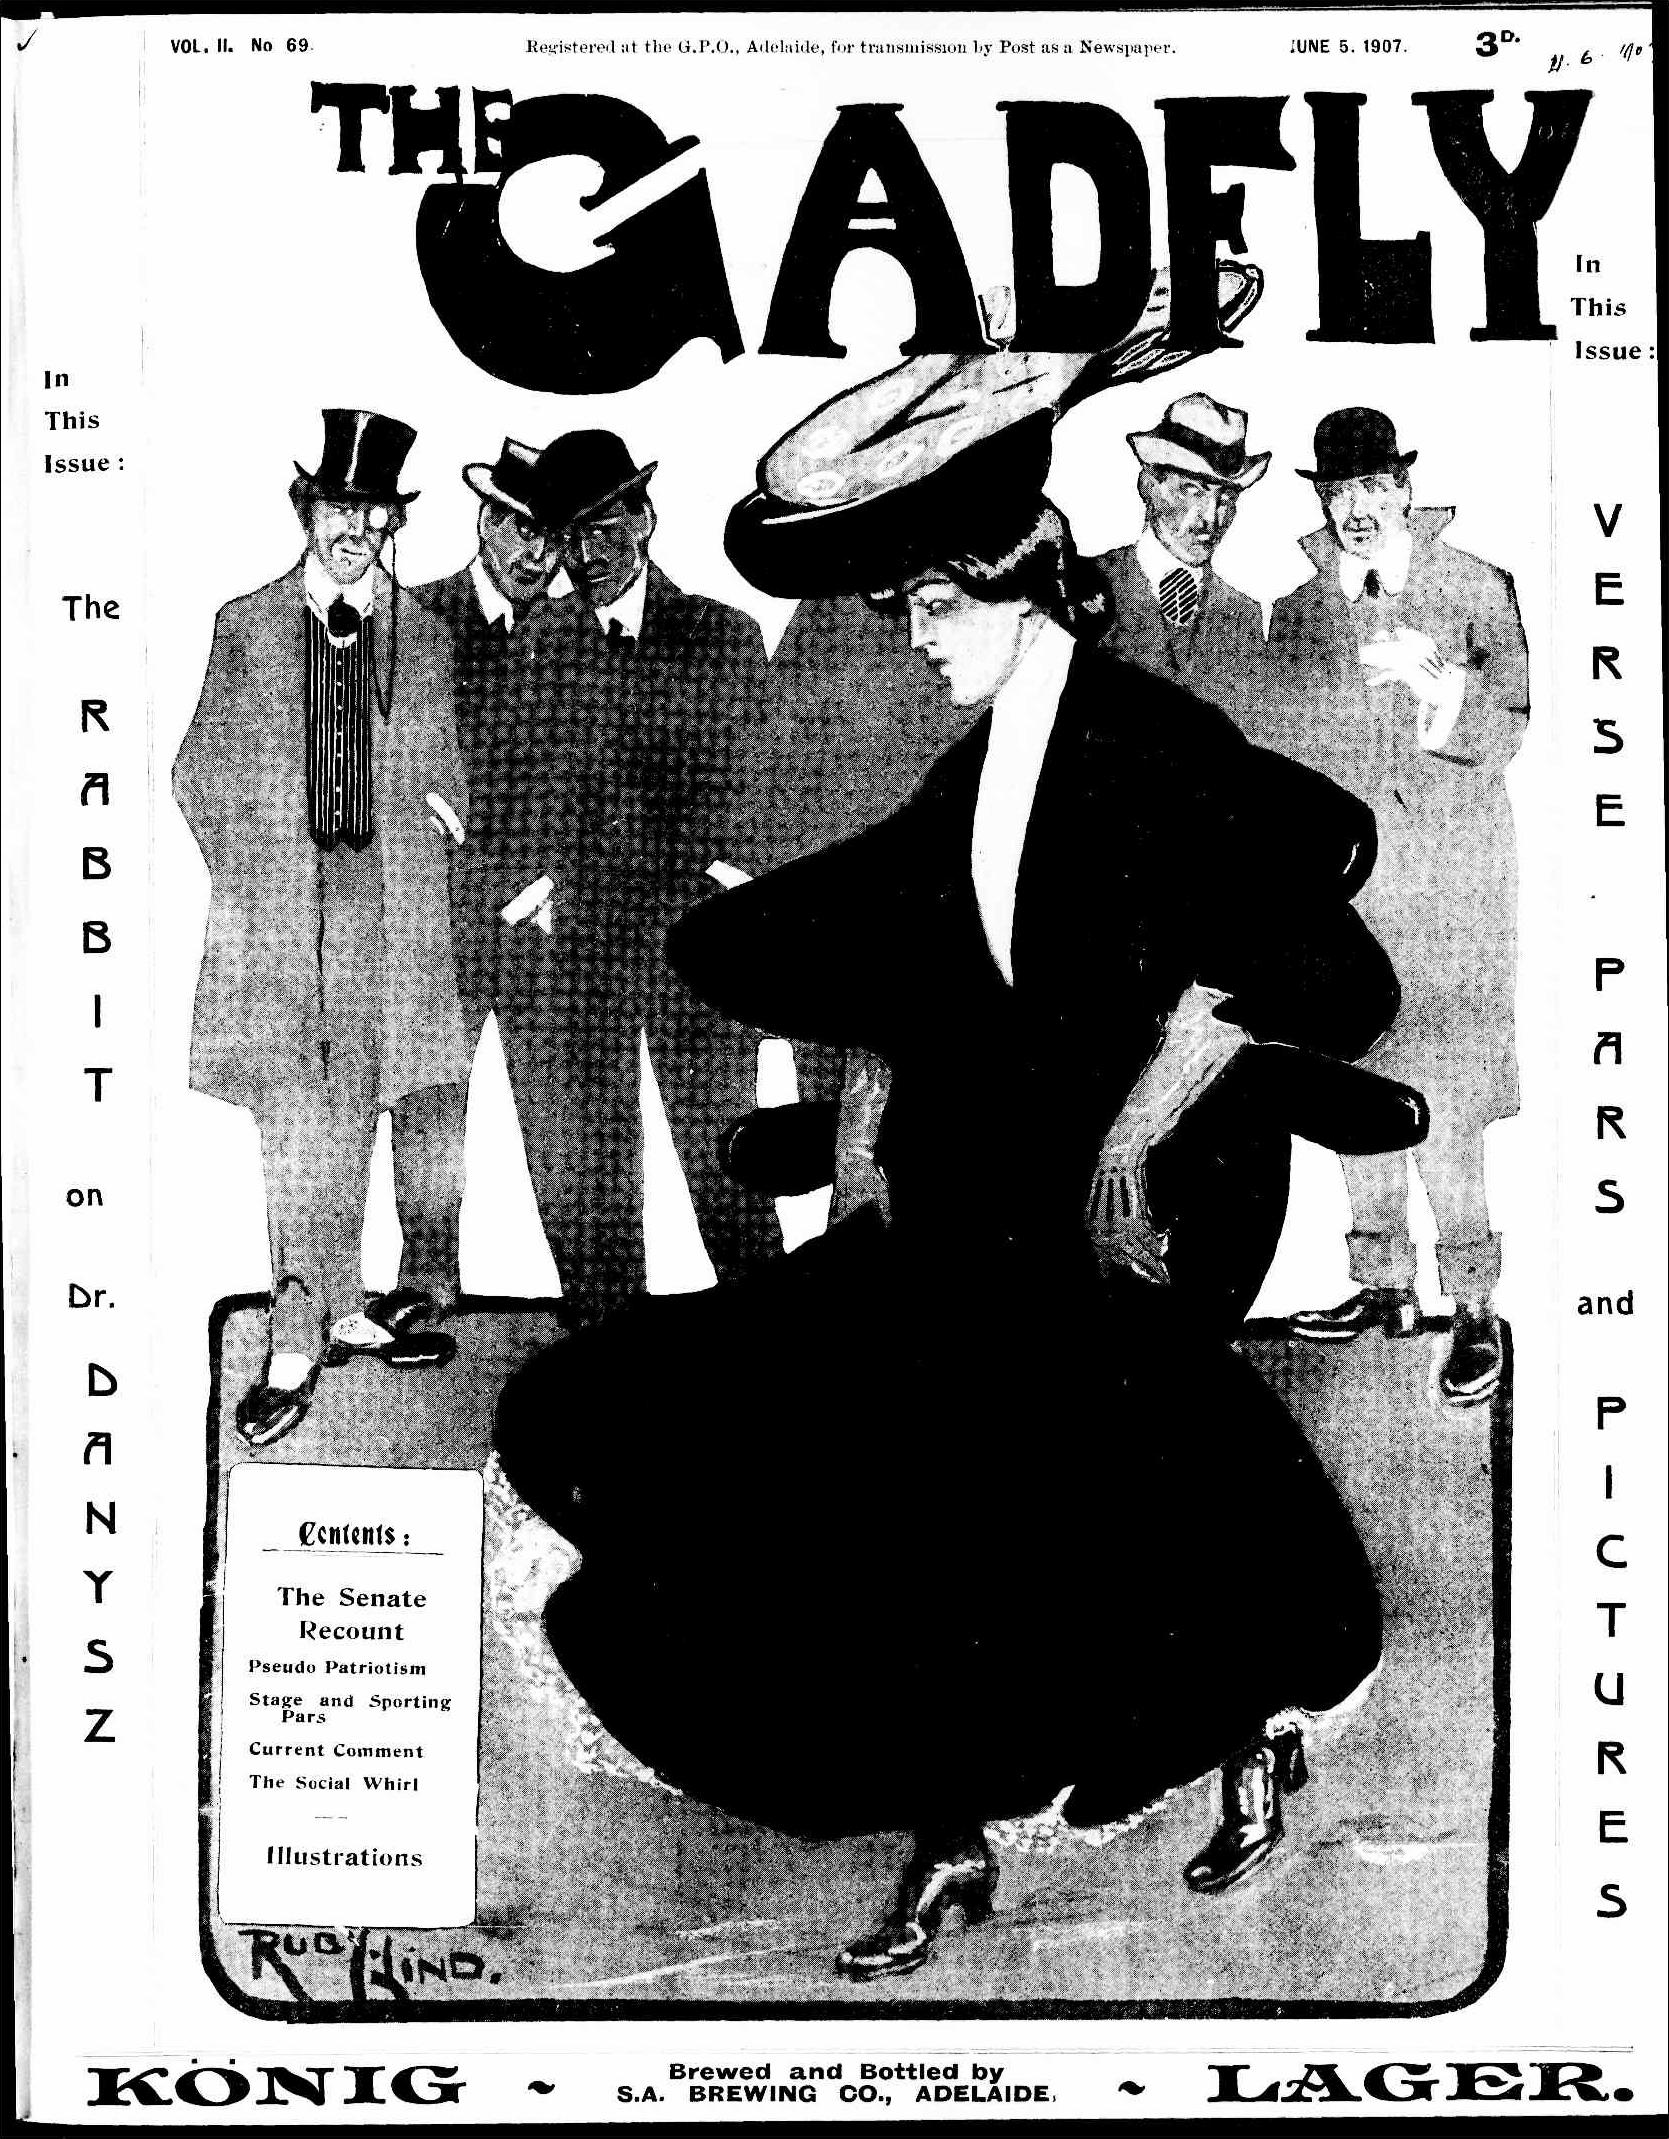 VOL. II. No 69.
Registered at the G.P.O., Adelaide, for transmission by Post as a Newspaper.
JUNE 5. 1907.
3D.
THE GADFLY
In
This
Issue :
The
RABBIT
on
Dr.
DANYSZ
In
This
Issue :
VERSE
PARS
and
PICTURES
Contents :
The Senate
Recount
Pseudo Patriotism
Stage and Sporting
Pars
Current Comment
The Social Whirl
Illustrations
RUBY HIND.
KÖNIG ~
Brewed and Bottled by
S.A. BREWING CO., ADELAIDE,
~ LAGER.